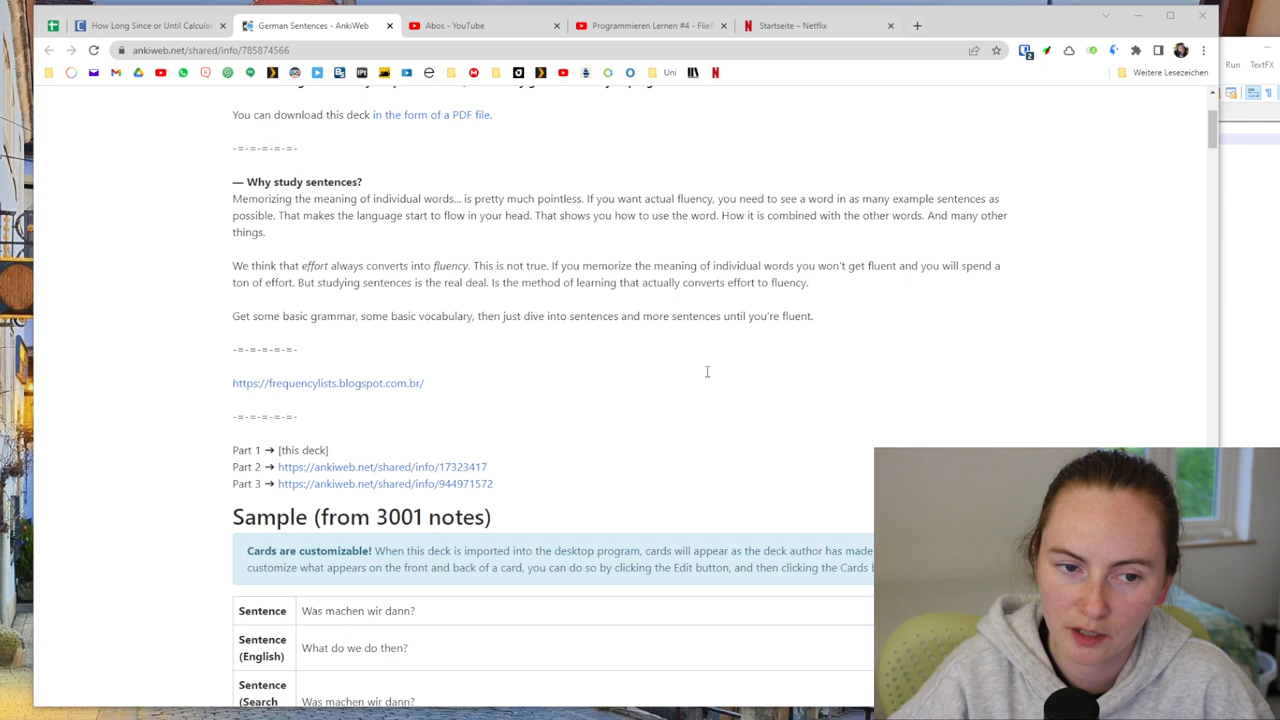 How Long Since or Until Calculat
German Sentences - AnkiWeb
Abos - YouTube
Programmieren Lernen #4 - Flie
Startseite – Netflix
ankiweb.net/shared/info/785874566
Run TextFX
Uni
Weitere Lesezeichen
You can download this deck in the form of a PDF file.
-=-=-=-=-=-
— Why study sentences?
Memorizing the meaning of individual words... is pretty much pointless. If you want actual fluency, you need to see a word in as many example sentences as
possible. That makes the language start to flow in your head. That shows you how to use the word. How it is combined with the other words. And many other
things.
We think that effort always converts into fluency. This is not true. If you memorize the meaning of individual words you won't get fluent and you will spend a
ton of effort. But studying sentences is the real deal. Is the method of learning that actually converts effort to fluency.
Get some basic grammar, some basic vocabulary, then just dive into sentences and more sentences until you're fluent.
-=-=-=-=-=-
https://frequencylists.blogspot.com.br/
-=-=-=-=-=-
Part 1 ➔ [this deck]
Part 2 ➔ https://ankiweb.net/shared/info/17323417
Part 3 ➔ https://ankiweb.net/shared/info/944971572
Sample (from 3001 notes)
Cards are customizable! When this deck is imported into the desktop program, cards will appear as the deck author has made
customize what appears on the front and back of a card, you can do so by clicking the Edit button, and then clicking the Cards b
Sentence Was machen wir dann?
Sentence
(English) What do we do then?
Sentence
(Search Was machen wir dann?